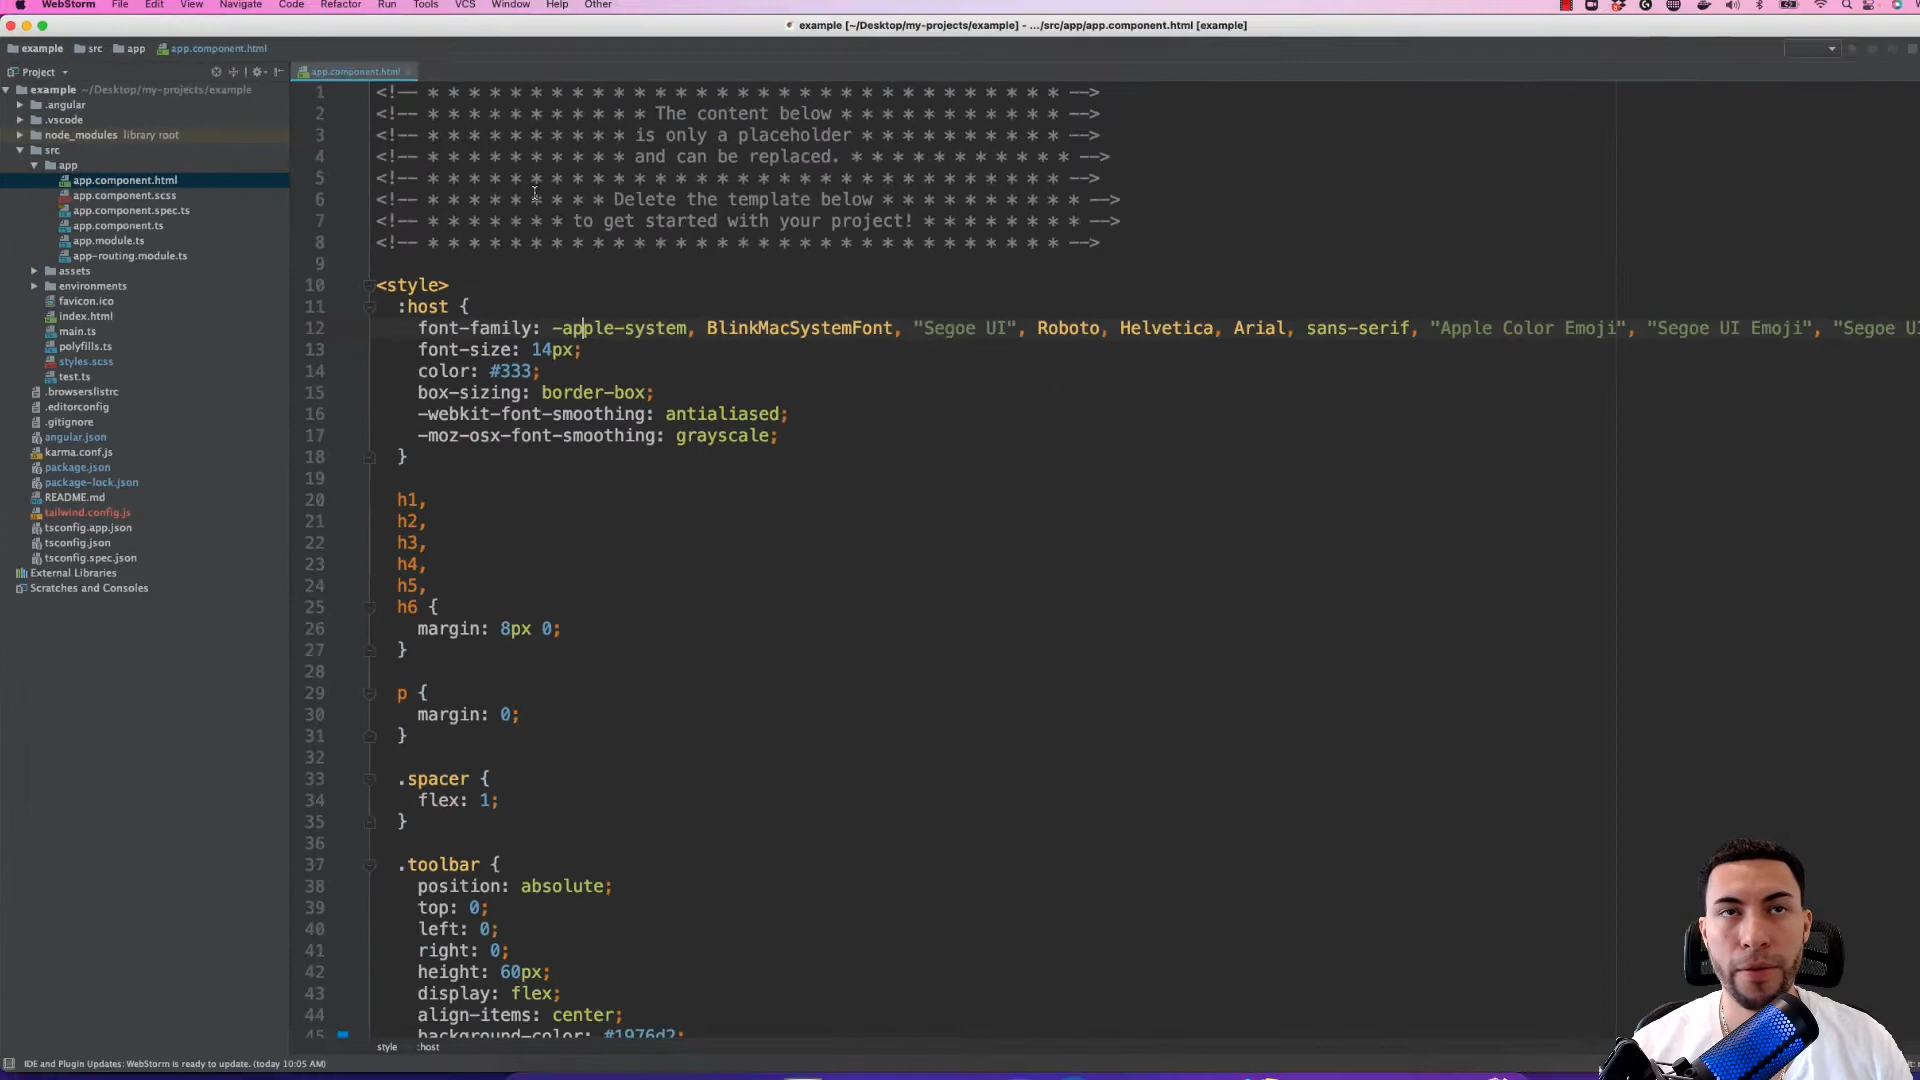 WebStorm File Edit View Navigate Code Refactor Run Tools VCS Window Help Other
example [~/Desktop/my-projects/example] - .../src/app/app.component.html [example]
example src app app.component.html
Project
app.component.html
example ~/Desktop/my-projects/example
.angular
.vscode
node_modules library root
src
app
app.component.html
app.component.scss
app.component.spec.ts
app.component.ts
app.module.ts
app-routing.module.ts
assets
environments
favicon.ico
index.html
main.ts
polyfills.ts
styles.scss
test.ts
.browserslistrc
.editorconfig
.gitignore
angular.json
karma.conf.js
package.json
package-lock.json
README.md
tailwind.config.js
tsconfig.app.json
tsconfig.json
tsconfig.spec.json
External Libraries
Scratches and Consoles
1 <!-- * * * * * * * * * * * * * * * * * * * * * * * * * * * * * * * -->
2 <!-- * * * * * * * * * * * The content below * * * * * * * * * * * -->
3 <!-- * * * * * * * * * * is only a placeholder * * * * * * * * * * -->
4 <!-- * * * * * * * * * * and can be replaced. * * * * * * * * * * * -->
5 <!-- * * * * * * * * * * * * * * * * * * * * * * * * * * * * * * * -->
6 <!-- * * * * * * * * * Delete the template below * * * * * * * * * * -->
7 <!-- * * * * * * * to get started with your project! * * * * * * * * -->
8 <!-- * * * * * * * * * * * * * * * * * * * * * * * * * * * * * * * -->
9
10 <style>
11 :host {
12 font-family: -apple-system, BlinkMacSystemFont, "Segoe UI", Roboto, Helvetica, Arial, sans-serif, "Apple Color Emoji", "Segoe UI Emoji", "Segoe UI
13 font-size: 14px;
14 color: #333;
15 box-sizing: border-box;
16 -webkit-font-smoothing: antialiased;
17 -moz-osx-font-smoothing: grayscale;
18 }
19
20 h1,
21 h2,
22 h3,
23 h4,
24 h5,
25 h6 {
26 margin: 8px 0;
27 }
28
29 p {
30 margin: 0;
31 }
32
33 .spacer {
34 flex: 1;
35 }
36
37 .toolbar {
38 position: absolute;
39 top: 0;
40 left: 0;
41 right: 0;
42 height: 60px;
43 display: flex;
44 align-items: center;
45 background-color: #1976d2;
style :host
IDE and Plugin Updates: WebStorm is ready to update. (today 10:05 AM)